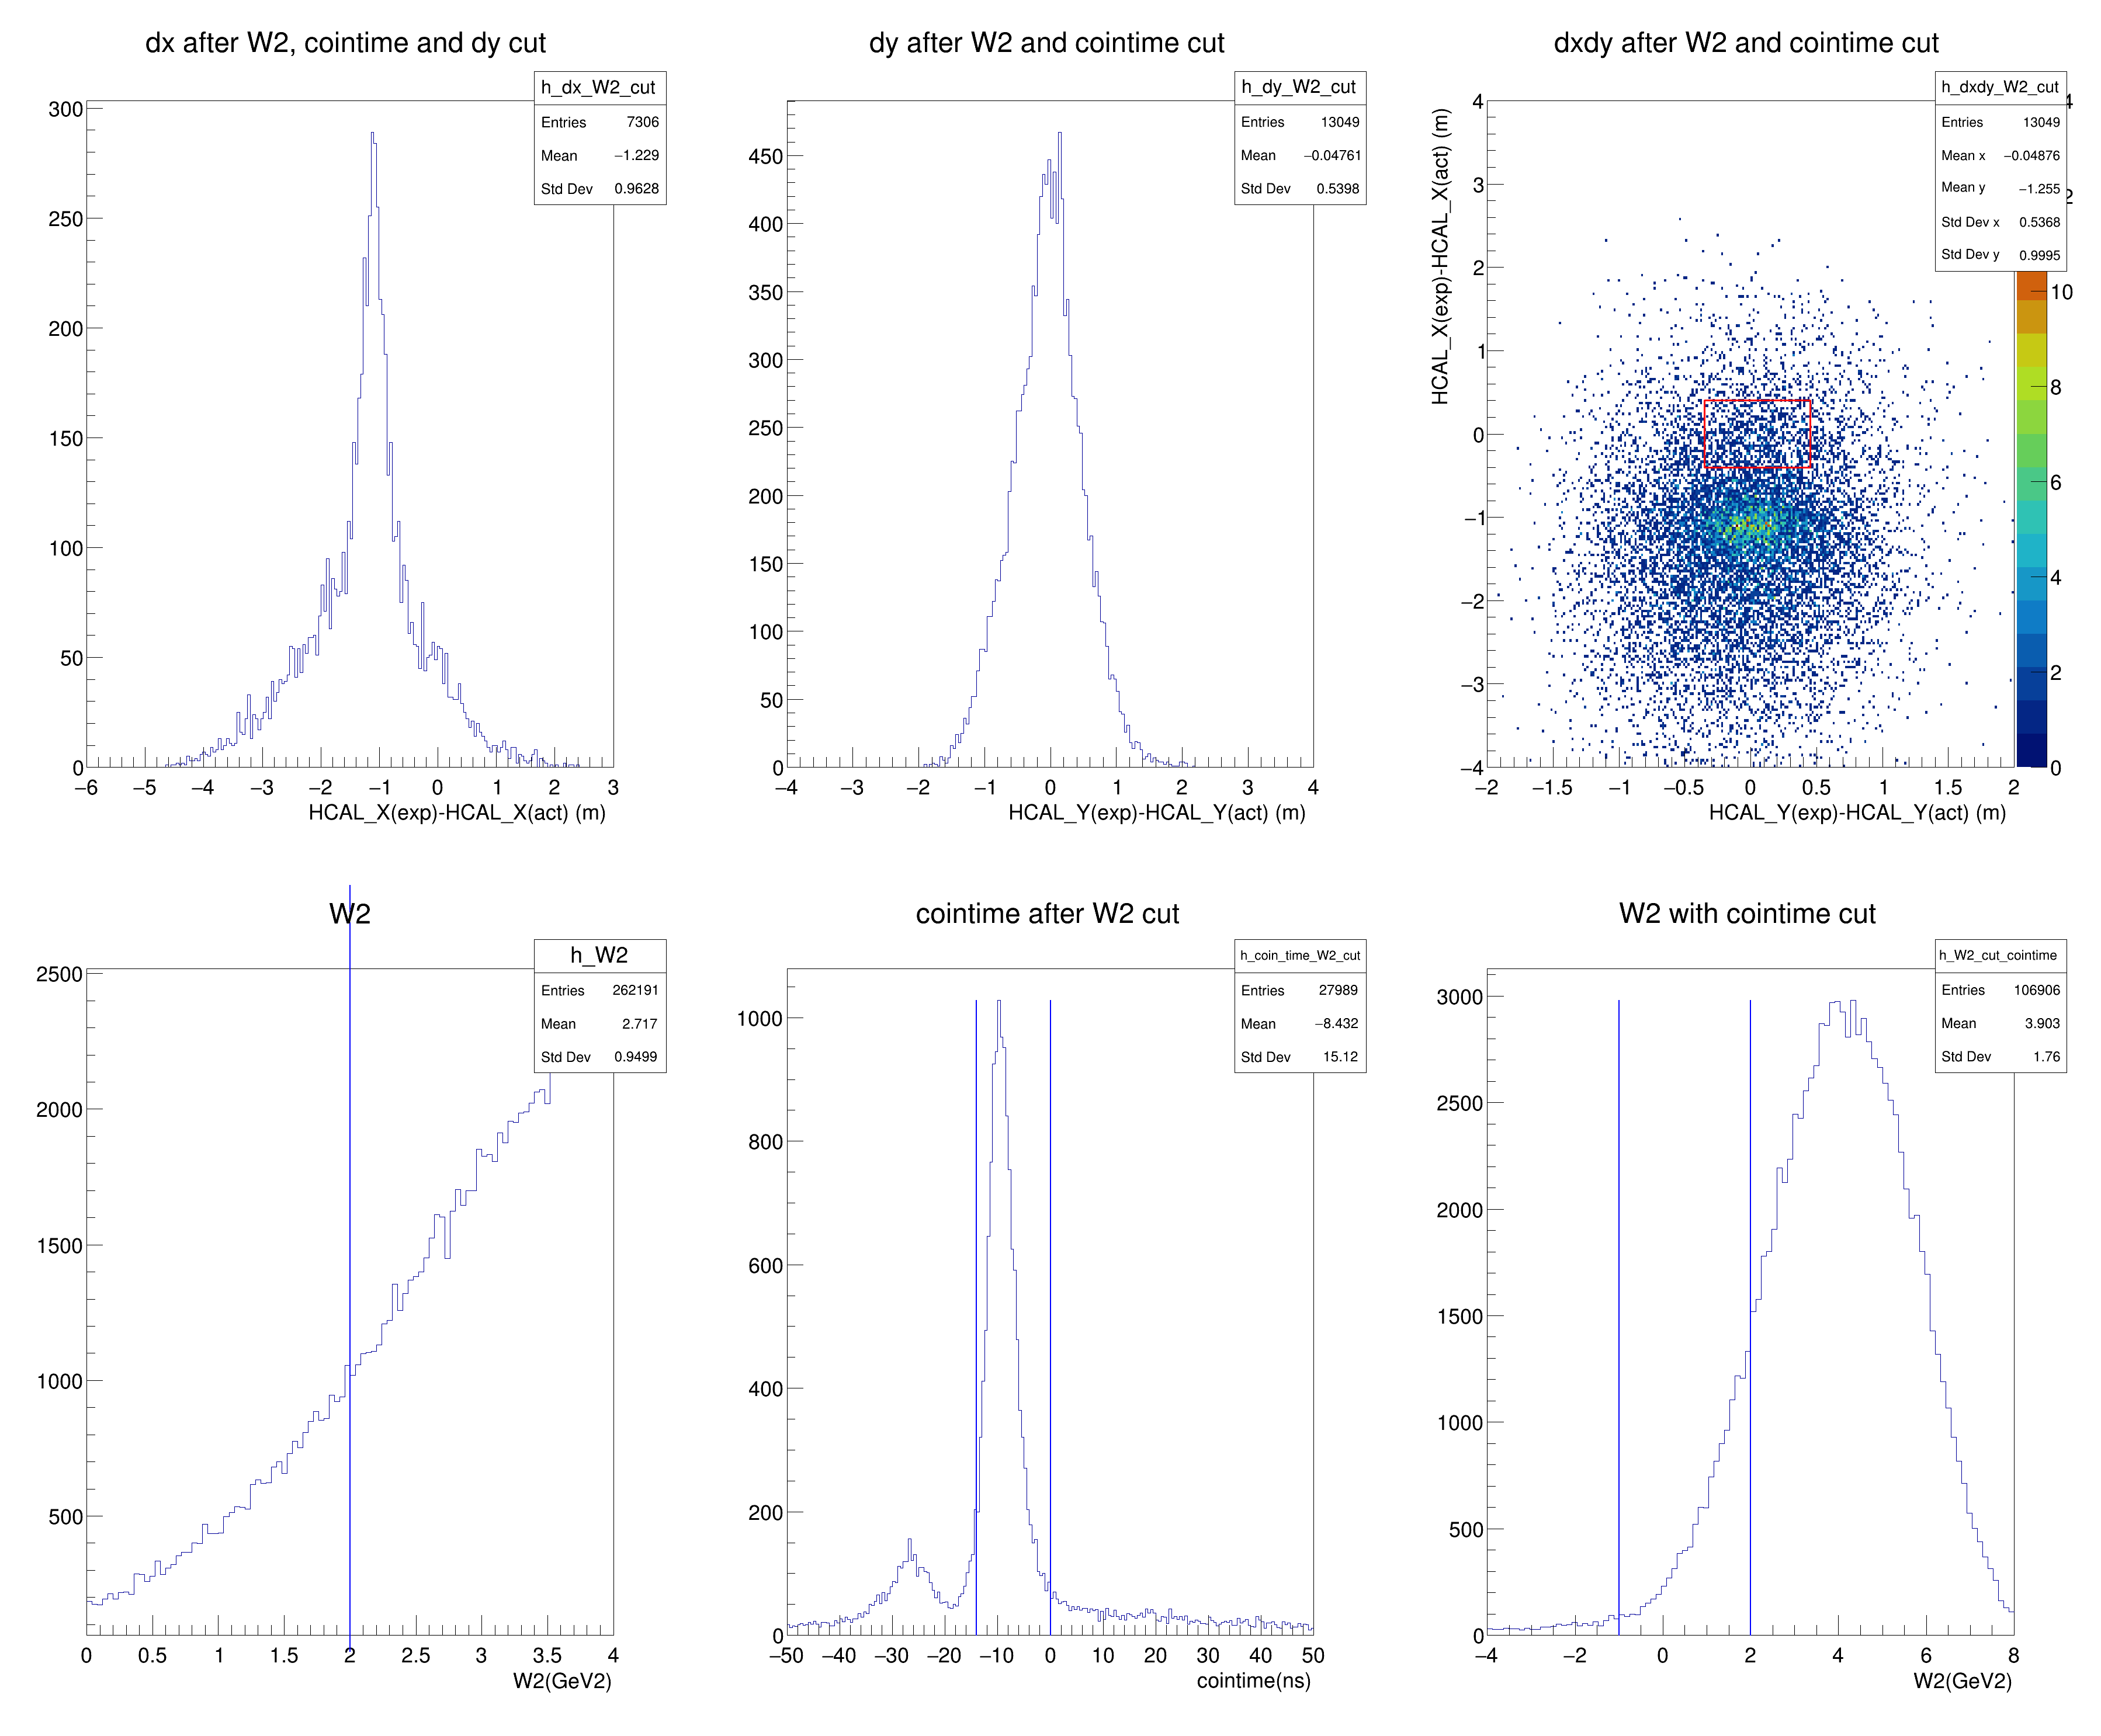 dx after W2, cointime and dy cut
h_dx_W2_cut
Entries 7306
Mean −1.229
Std Dev 0.9628
300
250
200
150
100
50
0
−6 −5 −4 −3 −2 −1 0 1 2 3
HCAL_X(exp)-HCAL_X(act) (m)
dy after W2 and cointime cut
h_dy_W2_cut
Entries 13049
Mean −0.04761
Std Dev 0.5398
450
400
350
300
250
200
150
100
50
0
−4 −3 −2 −1 0 1 2 3 4
HCAL_Y(exp)-HCAL_Y(act) (m)
dxdy after W2 and cointime cut
h_dxdy_W2_cut
Entries 13049
Mean x −0.04876
Mean y −1.255
Std Dev x 0.5368
Std Dev y 0.9995
HCAL_X(exp)-HCAL_X(act) (m)
4
3
2
1
0
−1
−2
−3
−4
−2 −1.5 −1 −0.5 0 0.5 1 1.5 2
HCAL_Y(exp)-HCAL_Y(act) (m)
10
8
6
4
2
0
W2
h_W2
Entries 262191
Mean 2.717
Std Dev 0.9499
2500
2000
1500
1000
500
0 0.5 1 1.5 2 2.5 3 3.5 4
W2(GeV2)
cointime after W2 cut
h_coin_time_W2_cut
Entries 27989
Mean −8.432
Std Dev 15.12
1000
800
600
400
200
0
−50 −40 −30 −20 −10 0 10 20 30 40 50
cointime(ns)
W2 with cointime cut
h_W2_cut_cointime
Entries 106906
Mean 3.903
Std Dev 1.76
3000
2500
2000
1500
1000
500
0
−4 −2 0 2 4 6 8
W2(GeV2)